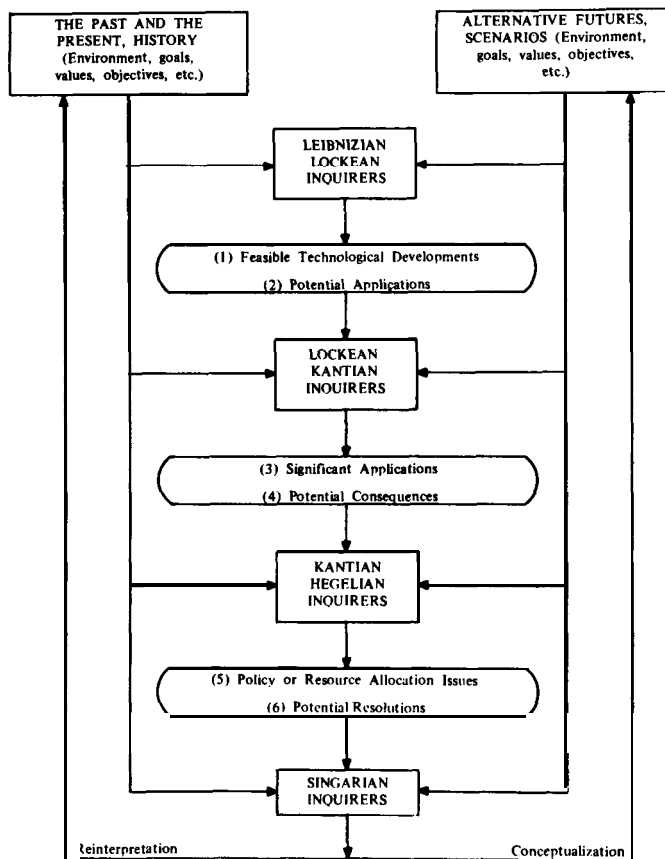 THE PAST AND THE
PRESENT, HISTORY
(Environment, goals,
values, objectives, etc.)
ALTERNATIVE FUTURES,
SCENARIOS (Environment,
goals, values, objectives,
etc.)
LEIBNIZIAN
LOCKEAN
INQUIRERS
(1) Feasible Technological Developments
(2) Potential Applications
LOCKEAN
KANTIAN
INQUIRERS
(3) Significant Applications
(4) Potential Consequences
KANTIAN
HEGELIAN
INQUIRERS
(5) Policy or Resource Allocation Issues
(6) Potential Resolutions
SINGARIAN
INQUIRERS
Reinterpretation
Conceptualization